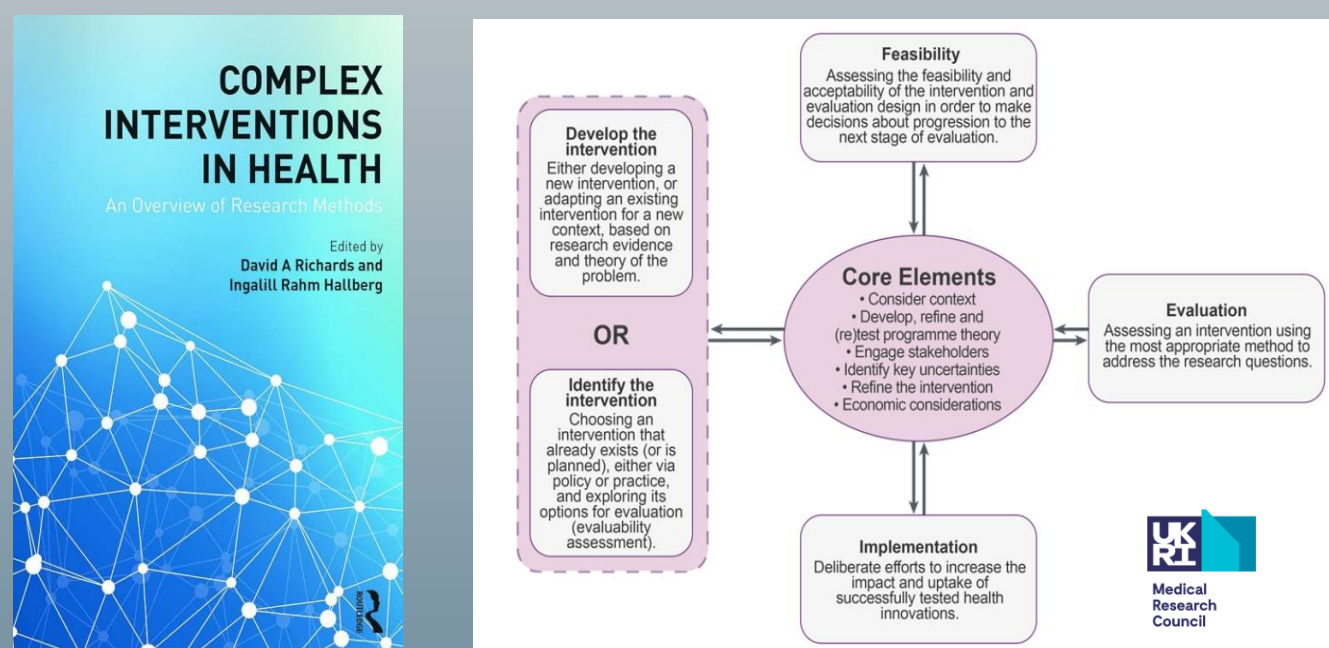 COMPLEX
INTERVENTIONS
IN HEALTH
An Overview of Research Methods
Edited by
David A Richards and
Ingalill Rahm Hallberg
ROUTLEDGE
Develop the
intervention
Either developing a
new intervention, or
adapting an existing
intervention for a new
context, based on
research evidence
and theory of the
problem.
OR
Identify the
intervention
Choosing an
intervention that
already exists (or is
planned), either via
policy or practice,
and exploring its
options for evaluation
(evaluability
assessment).
Feasibility
Assessing the feasibility and
acceptability of the intervention and
evaluation design in order to make
decisions about progression to the
next stage of evaluation.
Core Elements
• Consider context
• Develop, refine and
(re)test programme theory
• Engage stakeholders
• Identify key uncertainties
• Refine the intervention
• Economic considerations
Evaluation
Assessing an intervention using
the most appropriate method to
address the research questions.
Implementation
Deliberate efforts to increase the
impact and uptake of
successfully tested health
innovations.
UK
RI
Medical
Research
Council